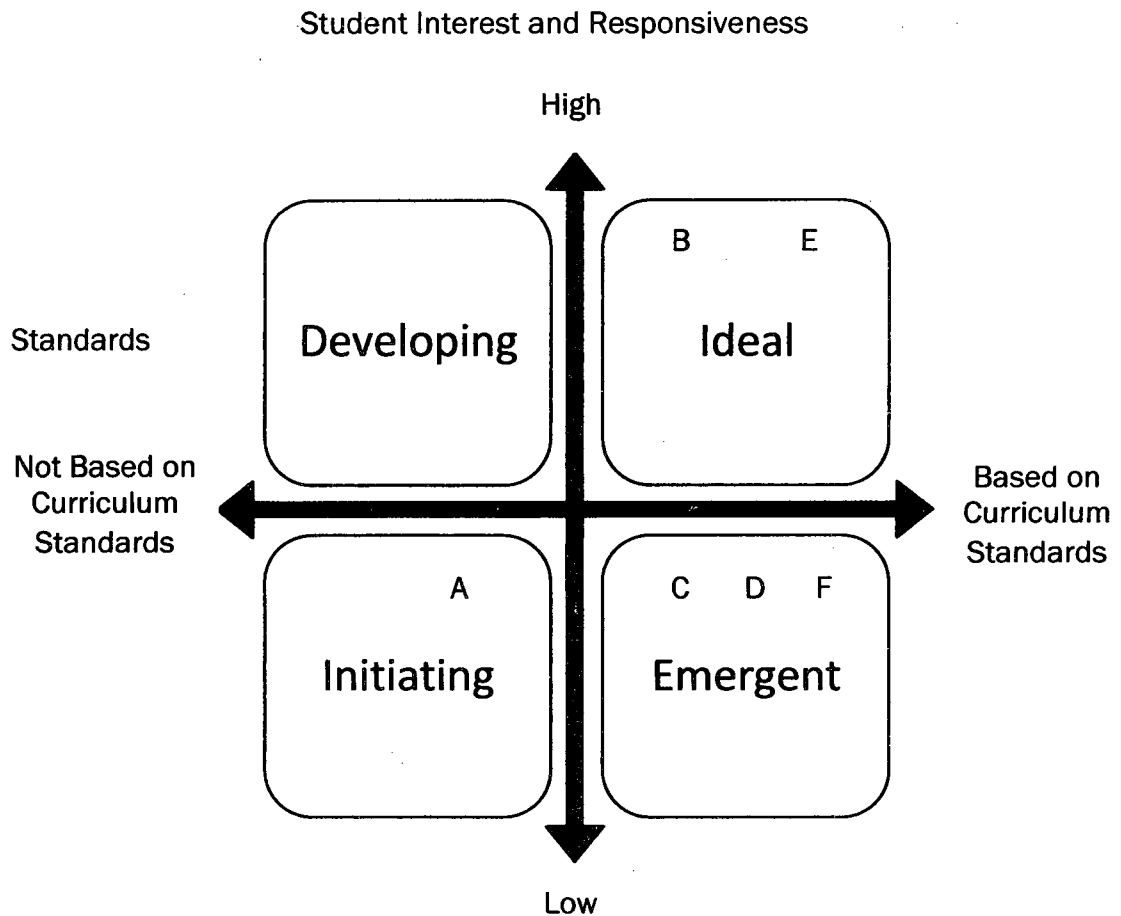 Student Interest and Responsiveness
High
B E
Standards
Developing
Ideal
Not Based on
Curriculum
Standards
Based on
Curriculum
Standards
A
C D F
Initiating
Emergent
Low